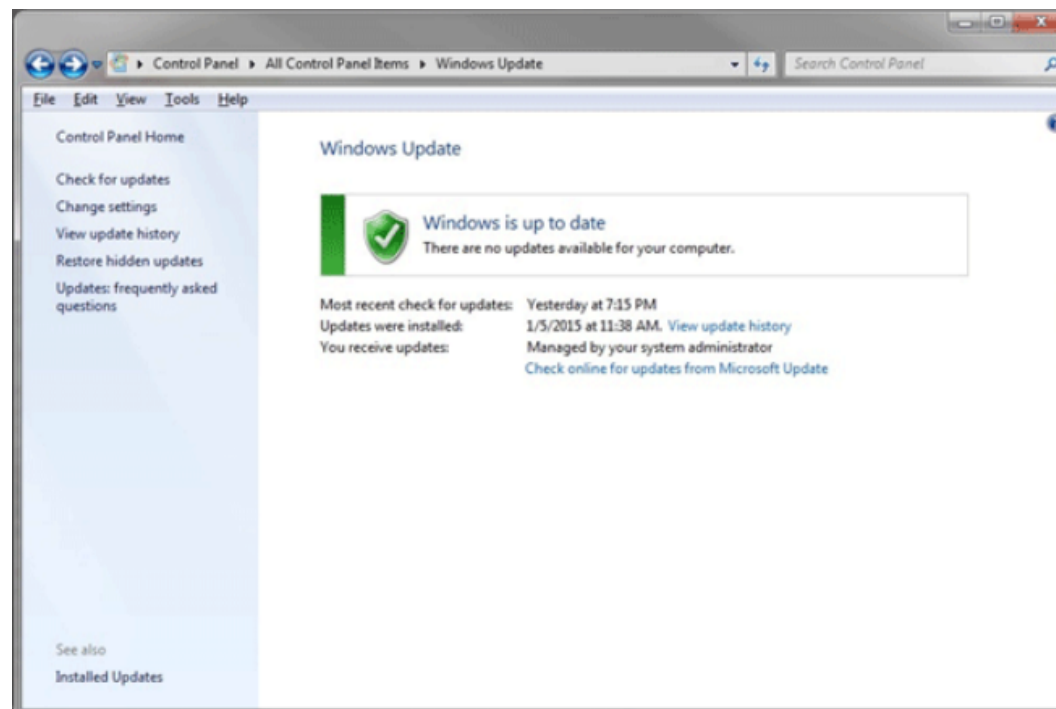 Control Panel ▸ All Control Panel Items ▸ Windows Update
Search Control Panel
File Edit View Tools Help
Control Panel Home
Check for updates
Change settings
View update history
Restore hidden updates
Updates: frequently asked
questions
See also
Installed Updates
Windows Update
Windows is up to date
There are no updates available for your computer.
Most recent check for updates: Yesterday at 7:15 PM
Updates were installed: 1/5/2015 at 11:38 AM. View update history
You receive updates: Managed by your system administrator
Check online for updates from Microsoft Update